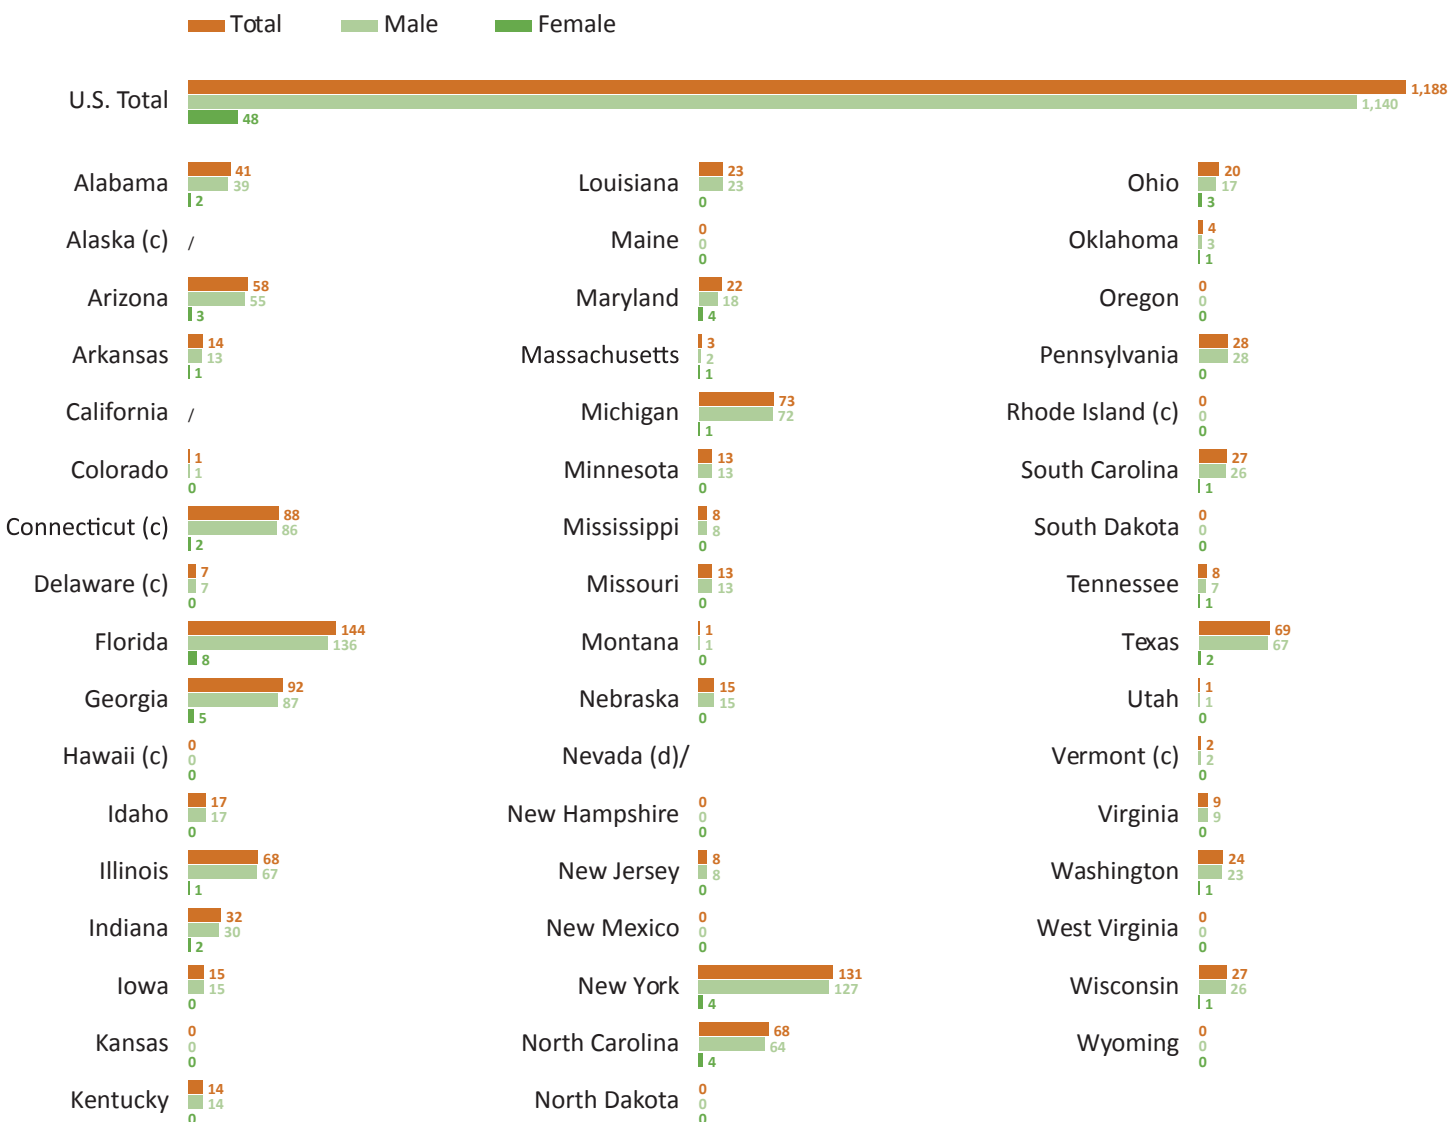 Total Male Female
U.S. Total 1,188
1,140
48
Alabama 41
39
2
Alaska (c) /
Arizona 58
55
3
Arkansas 14
13
1
California /
Colorado 1
1
0
Connecticut (c) 88
86
2
Delaware (c) 7
7
0
Florida 144
136
8
Georgia 92
87
5
Hawaii (c) 0
0
0
Idaho 17
17
0
Illinois 68
67
1
Indiana 32
30
2
Iowa 15
15
0
Kansas 0
0
0
Kentucky 14
14
0
Louisiana 23
23
0
Maine 0
0
0
Maryland 22
18
4
Massachusetts 3
2
1
Michigan 73
72
1
Minnesota 13
13
0
Mississippi 8
8
0
Missouri 13
13
0
Montana 1
1
0
Nebraska 15
15
0
Nevada (d)/
New Hampshire 0
0
0
New Jersey 8
8
0
New Mexico 0
0
0
New York 131
127
4
North Carolina 68
64
4
North Dakota 0
0
0
Ohio 20
17
3
Oklahoma 4
3
1
Oregon 0
0
0
Pennsylvania 28
28
0
Rhode Island (c) 0
0
0
South Carolina 27
26
1
South Dakota 0
0
0
Tennessee 8
7
1
Texas 69
67
2
Utah 1
1
0
Vermont (c) 2
2
0
Virginia 9
9
0
Washington 24
23
1
West Virginia 0
0
0
Wisconsin 27
26
1
Wyoming 0
0
0